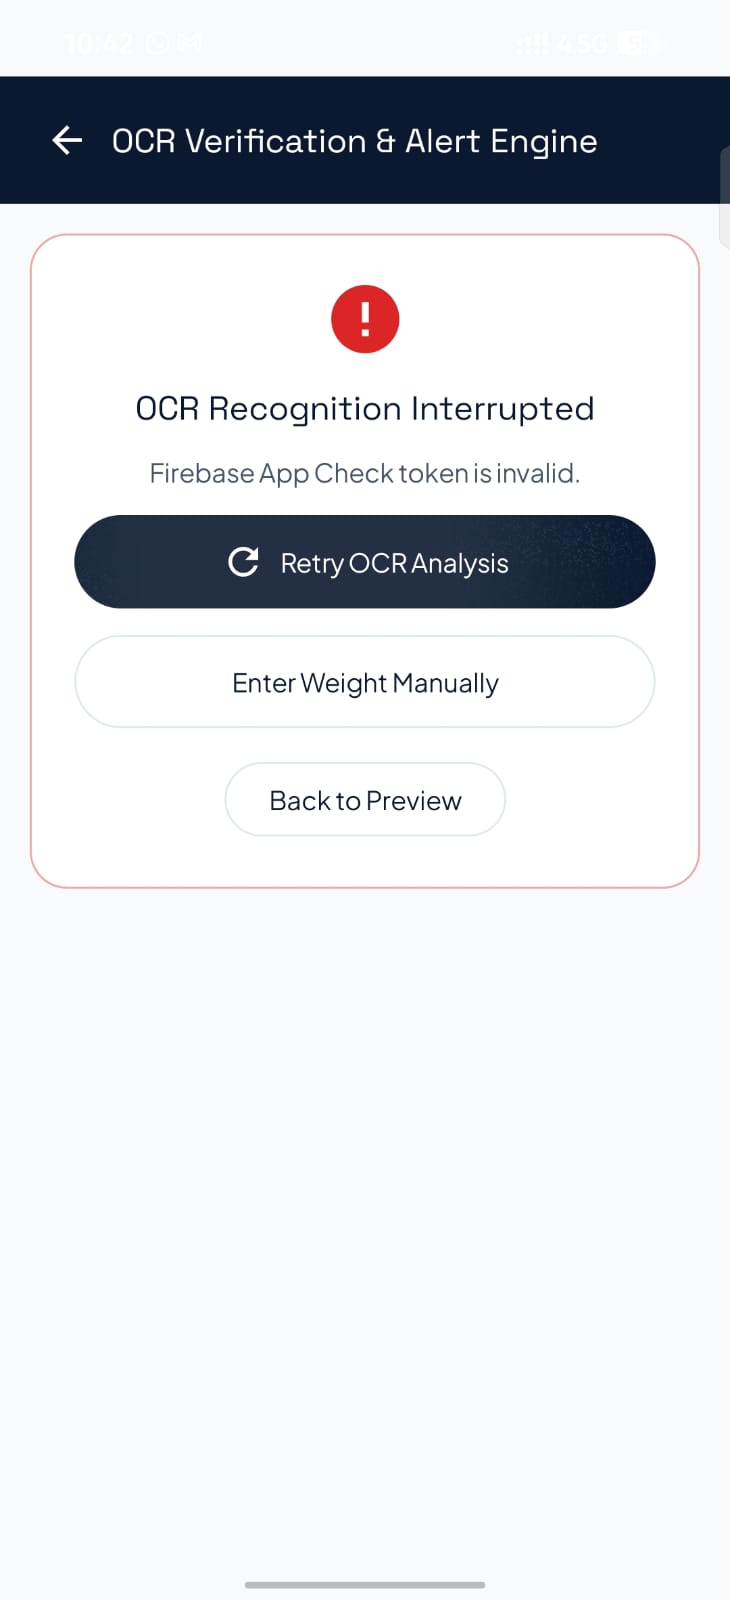 10:42
4.5G
OCR Verification & Alert Engine
OCR Recognition Interrupted
Firebase App Check token is invalid.
Retry OCR Analysis
Enter Weight Manually
Back to Preview